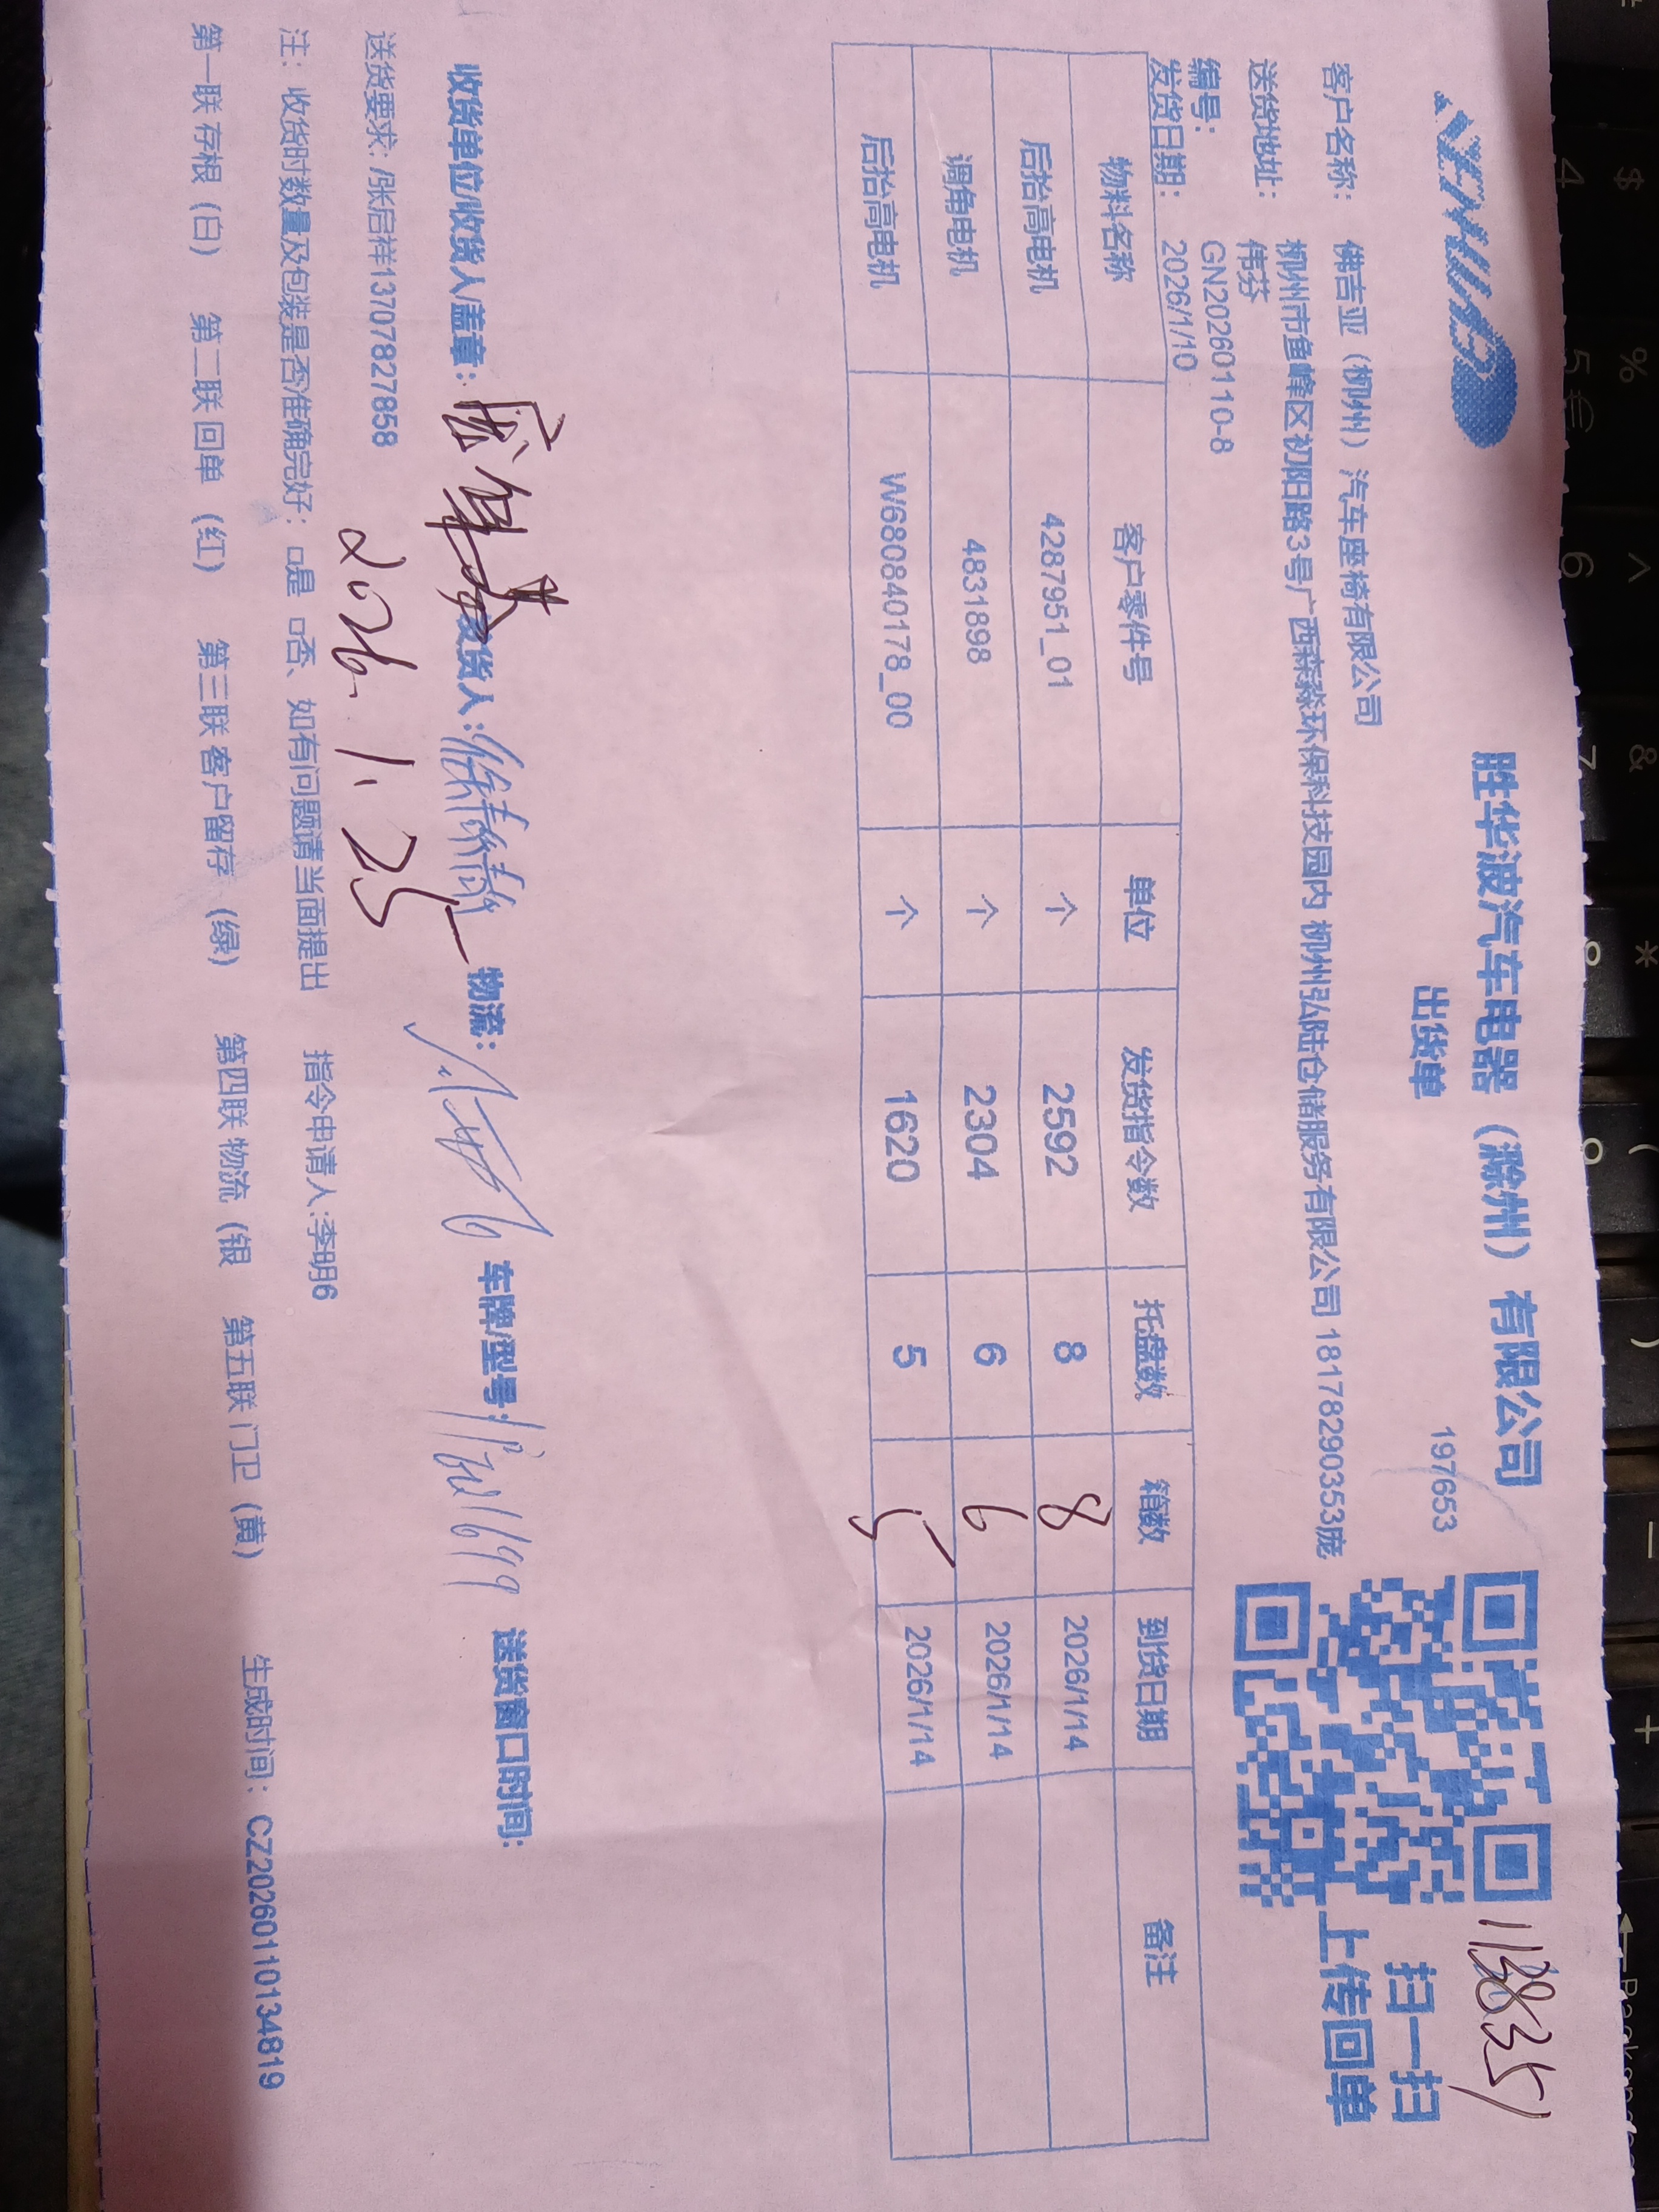 SHUABO
胜华波汽车电器（滁州）有限公司
出货单
197653
扫一扫
上传回单
客户名称： 佛吉亚（柳州）汽车座椅有限公司
送货地址： 柳州市鱼峰区初阳路3号广西森淼环保科技园内 柳州弘陆仓储服务有限公司 18178290353庞
伟芬
编号： GN20260110-8
发货日期： 2026/1/10
物料名称 客户零件号 单位 发货指令数 托盘数 箱数 到货日期 备注
后抬高电机 4287951_01 个 2592 8 8 2026/1/14
调角电机 4831898 个 2304 6 6 2026/1/14
后抬高电机 W680840178_00 个 1620 5 5 2026/1/14
收货单位/收货人/盖章： 发货人： 物流： 车牌/型号： 送货窗口时间：
2026.1.25
送货要求：/张启祥13707827858
注： 收货时数量及包装是否准确完好： □是 □否、如有问题请当面提出 指令申请人:李明6
第一联 存根（白） 第二联 回单（红） 第三联 客户留存（绿） 第四联 物流（银 第五联 门卫（黄） 生成时间：CZ20260110134819